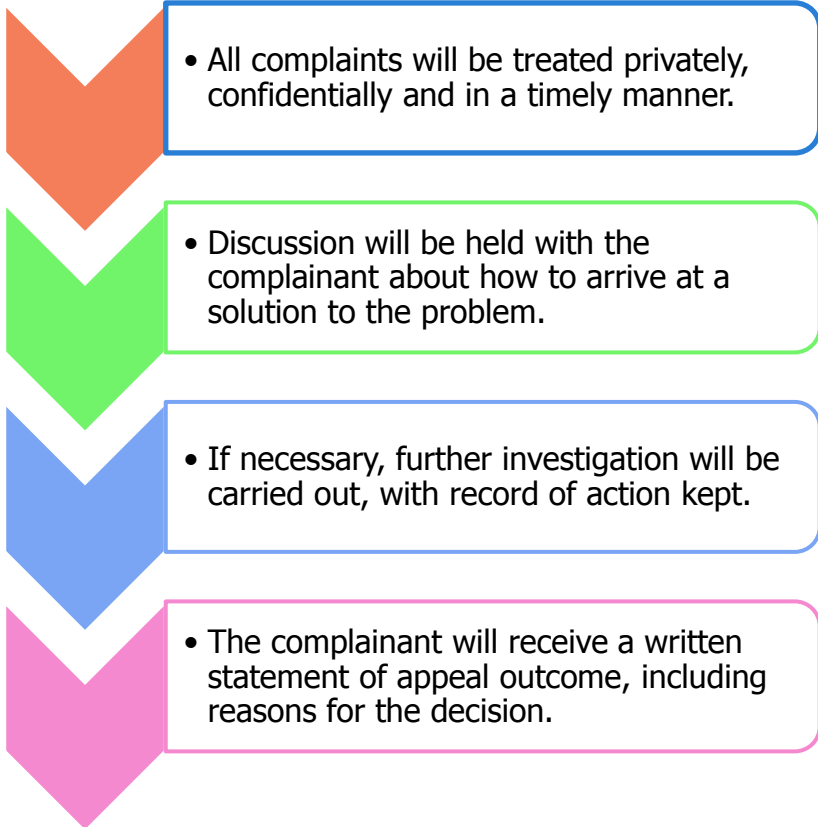 • All complaints will be treated privately,
confidentially and in a timely manner.
• Discussion will be held with the
complainant about how to arrive at a
solution to the problem.
• If necessary, further investigation will be
carried out, with record of action kept.
• The complainant will receive a written
statement of appeal outcome, including
reasons for the decision.